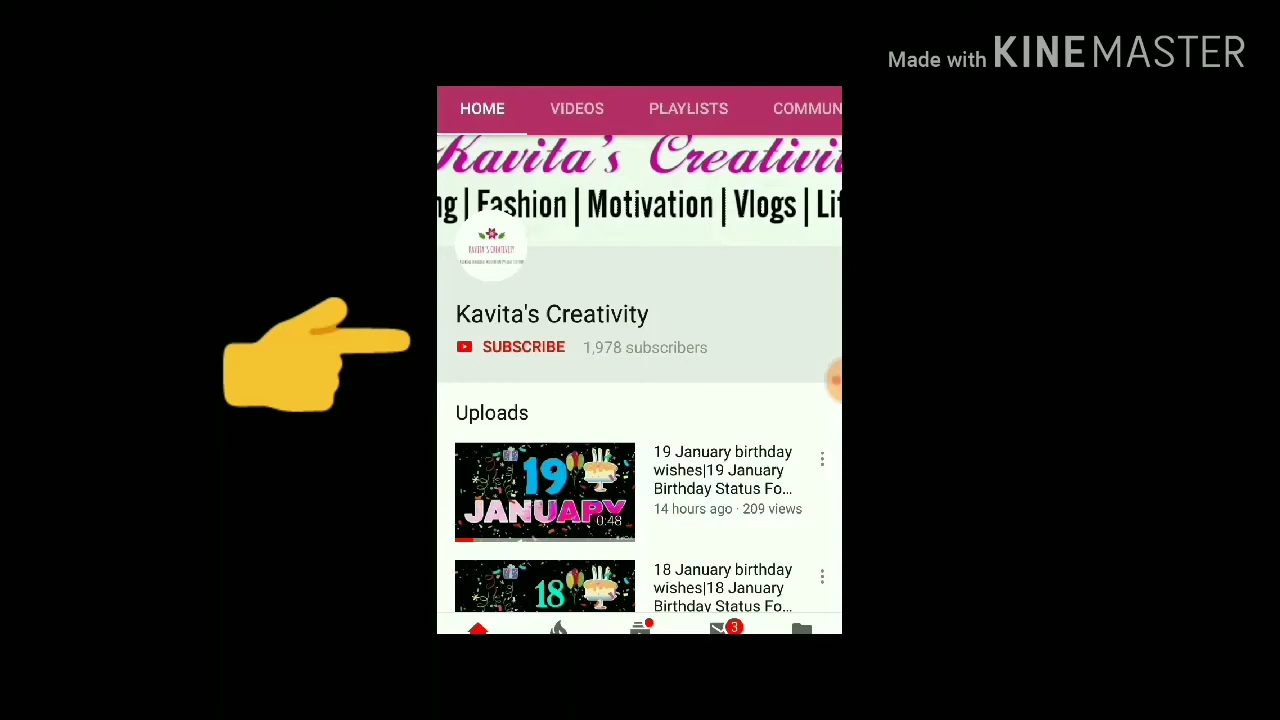 Made with KINEMASTER
HOME VIDEOS PLAYLISTS COMMUN
Kavita's Creativi
ng | Fashion | Motivation | Vlogs | Lif
KAVITA'S CREATIVITY
Kavita's Creativity
SUBSCRIBE 1,978 subscribers
Uploads
19
JANUARY
0:48
19 January birthday
wishes|19 January
Birthday Status Fo...
14 hours ago · 209 views
18
18 January birthday
wishes|18 January
Birthday Status Fo...
3